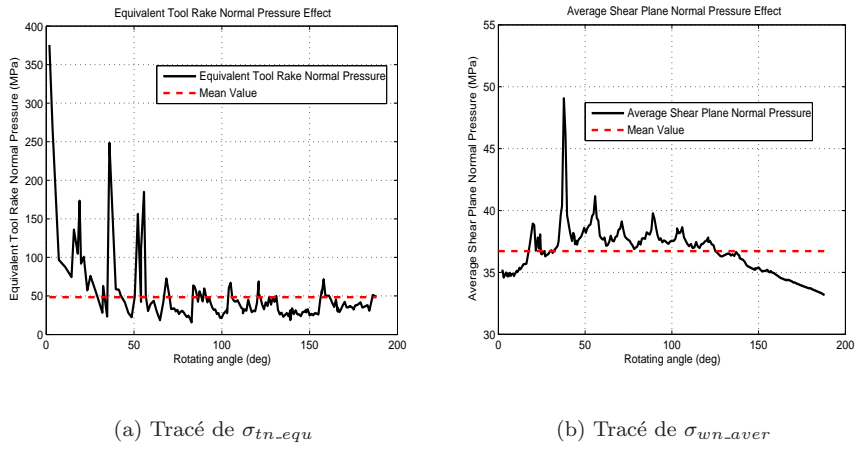 Equivalent Tool Rake Normal Pressure Effect
400
350
300
250
200
150
100
50
0
Equivalent Tool Rake Normal Pressure (MPa)
Equivalent Tool Rake Normal Pressure
Mean Value
0 50 100 150 200
Rotating angle (deg)
(a) Tracé de σtn_equ
Average Shear Plane Normal Pressure Effect
55
50
45
40
35
30
Average Shear Plane Normal Pressure (MPa)
Average Shear Plane Normal Pressure
Mean Value
0 50 100 150 200
Rotating angle (deg)
(b) Tracé de σwn_aver